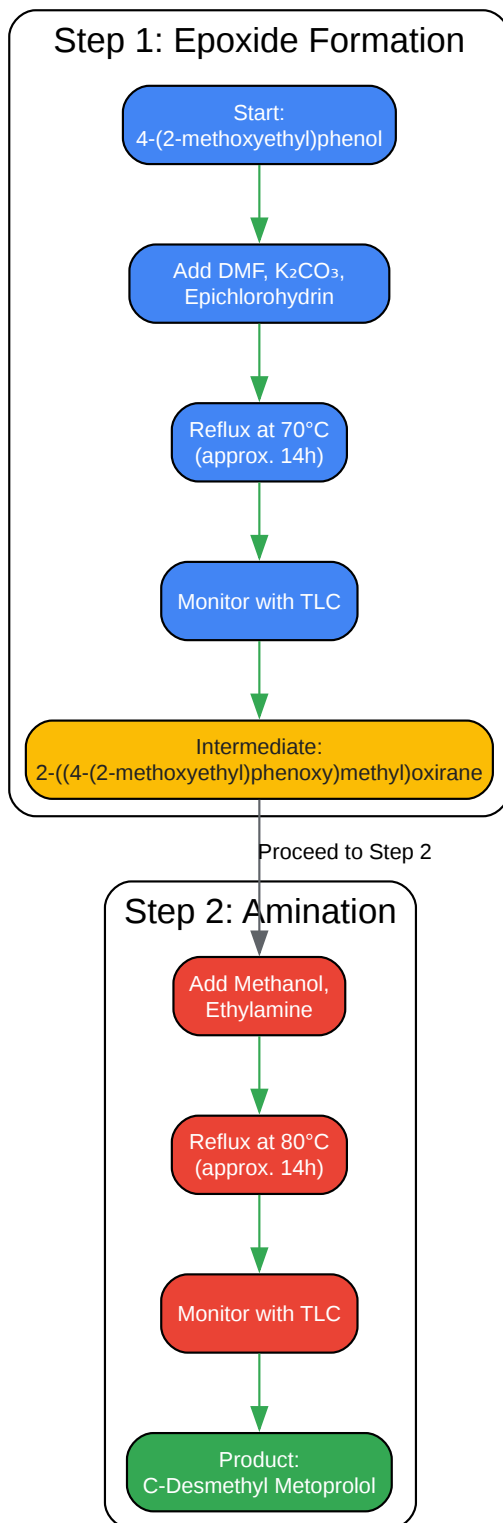 Step 1: Epoxide Formation
Start:
4-(2-methoxyethyl)phenol
Add DMF, K₂CO₃,
Epichlorohydrin
Reflux at 70°C
(approx. 14h)
Monitor with TLC
Intermediate:
2-((4-(2-methoxyethyl)phenoxy)methyl)oxirane
Proceed to Step 2
Step 2: Amination
Add Methanol,
Ethylamine
Reflux at 80°C
(approx. 14h)
Monitor with TLC
Product:
C-Desmethyl Metoprolol